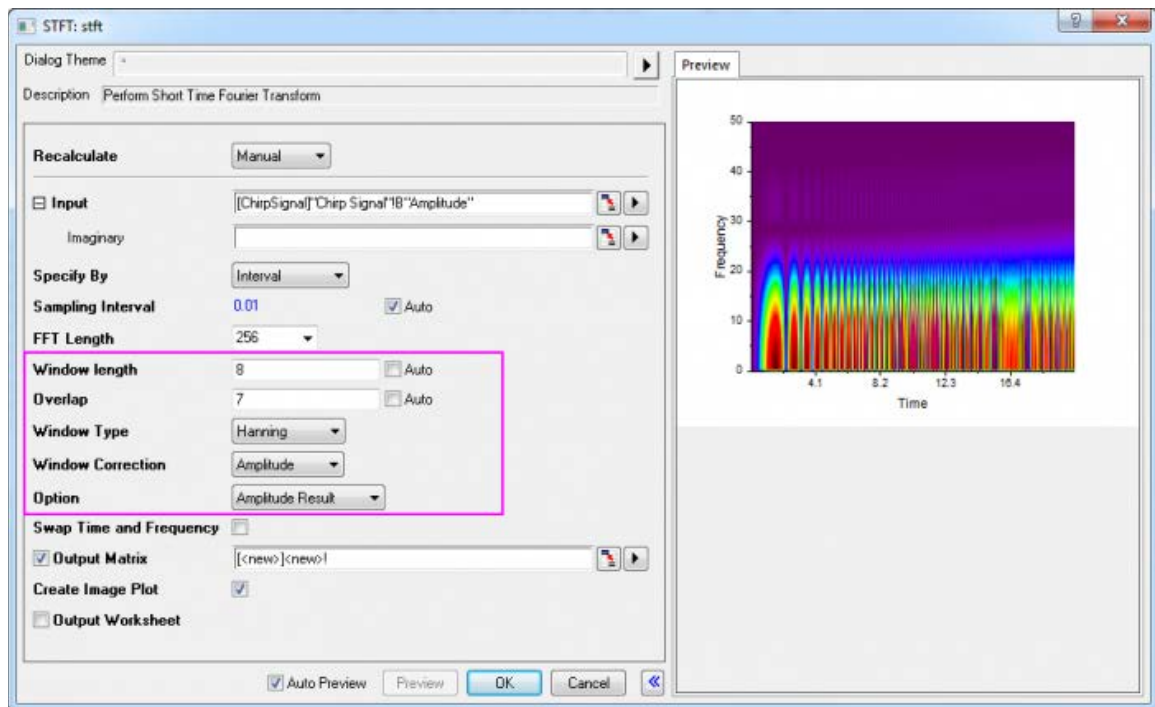 STFT: stft
Dialog Theme *
Description Perform Short Time Fourier Transform
Recalculate Manual
Input [ChirpSignal]"Chirp Signal"!B"Amplitude"
Imaginary
Specify By Interval
Sampling Interval 0.01 Auto
FFT Length 256
Window length 8 Auto
Overlap 7 Auto
Window Type Hanning
Window Correction Amplitude
Option Amplitude Result
Swap Time and Frequency
Output Matrix [<new>]<new>!
Create Image Plot
Output Worksheet
Auto Preview Preview OK Cancel
Preview
50
40
30
20
10
0
Frequency
4.1 8.2 12.3 16.4
Time